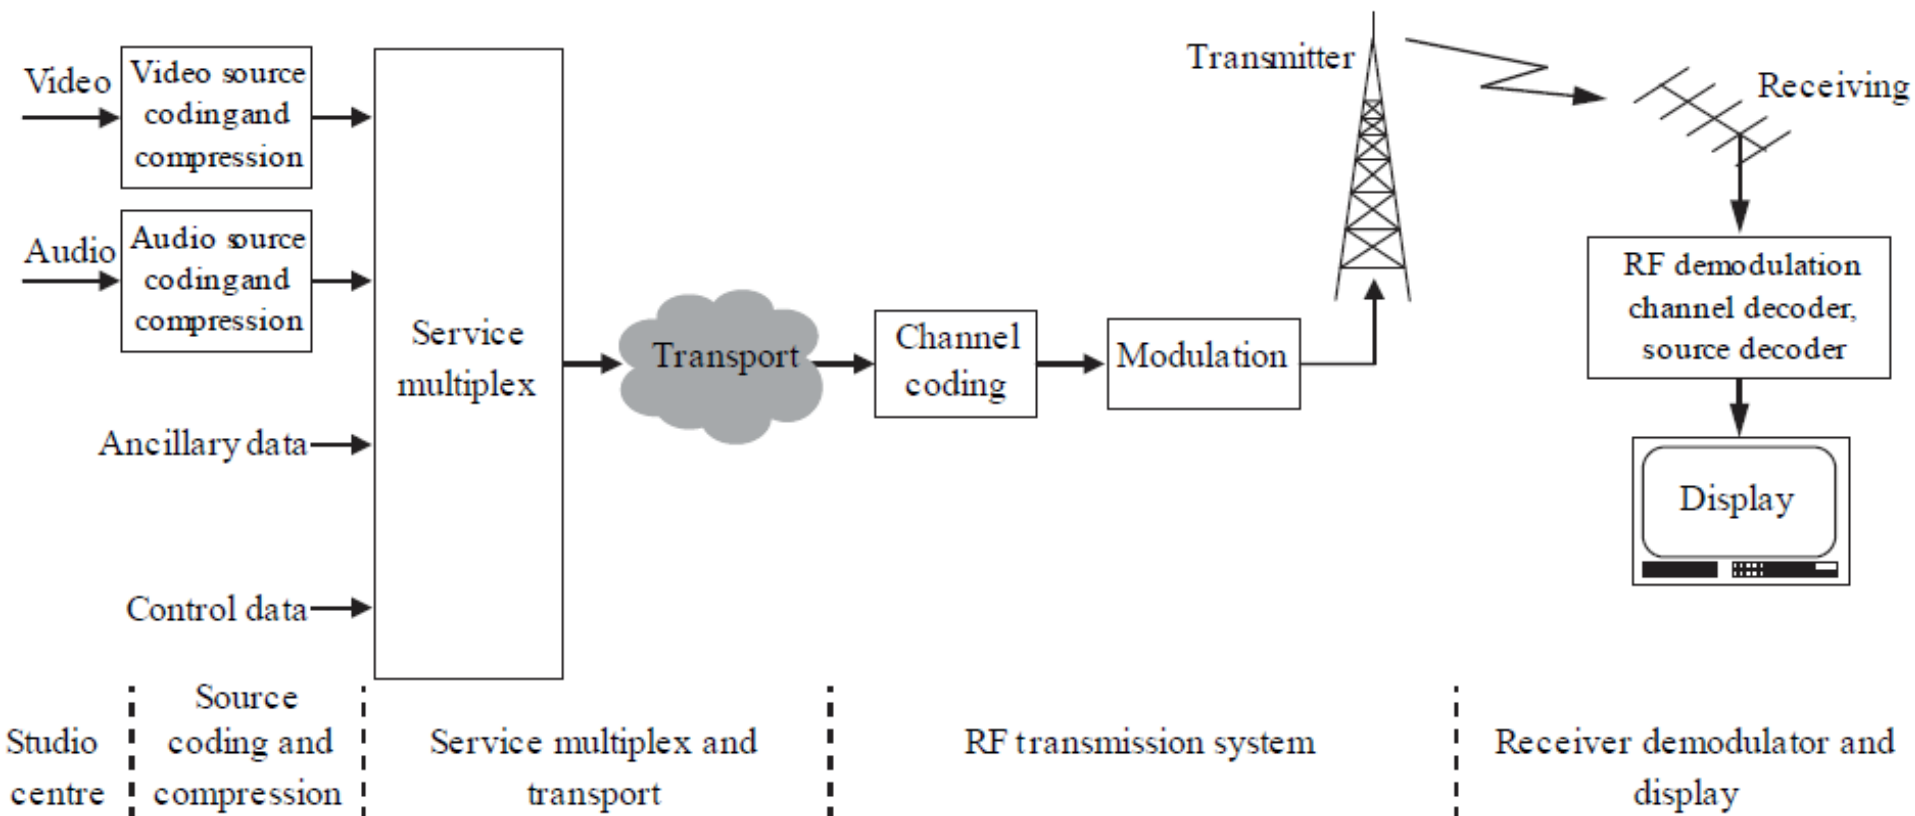 Video
Video source
codingand
compression
Audio
Audio source
codingand
compression
Ancillary data
Control data
Service
multiplex
Transport
Channel
coding
Modulation
Transmitter
Receiving
RF demodulation
channel decoder,
source decoder
Display
Studio
centre
Source
coding and
compression
Service multiplex and
transport
RF transmission system
Receiver demodulator and
display